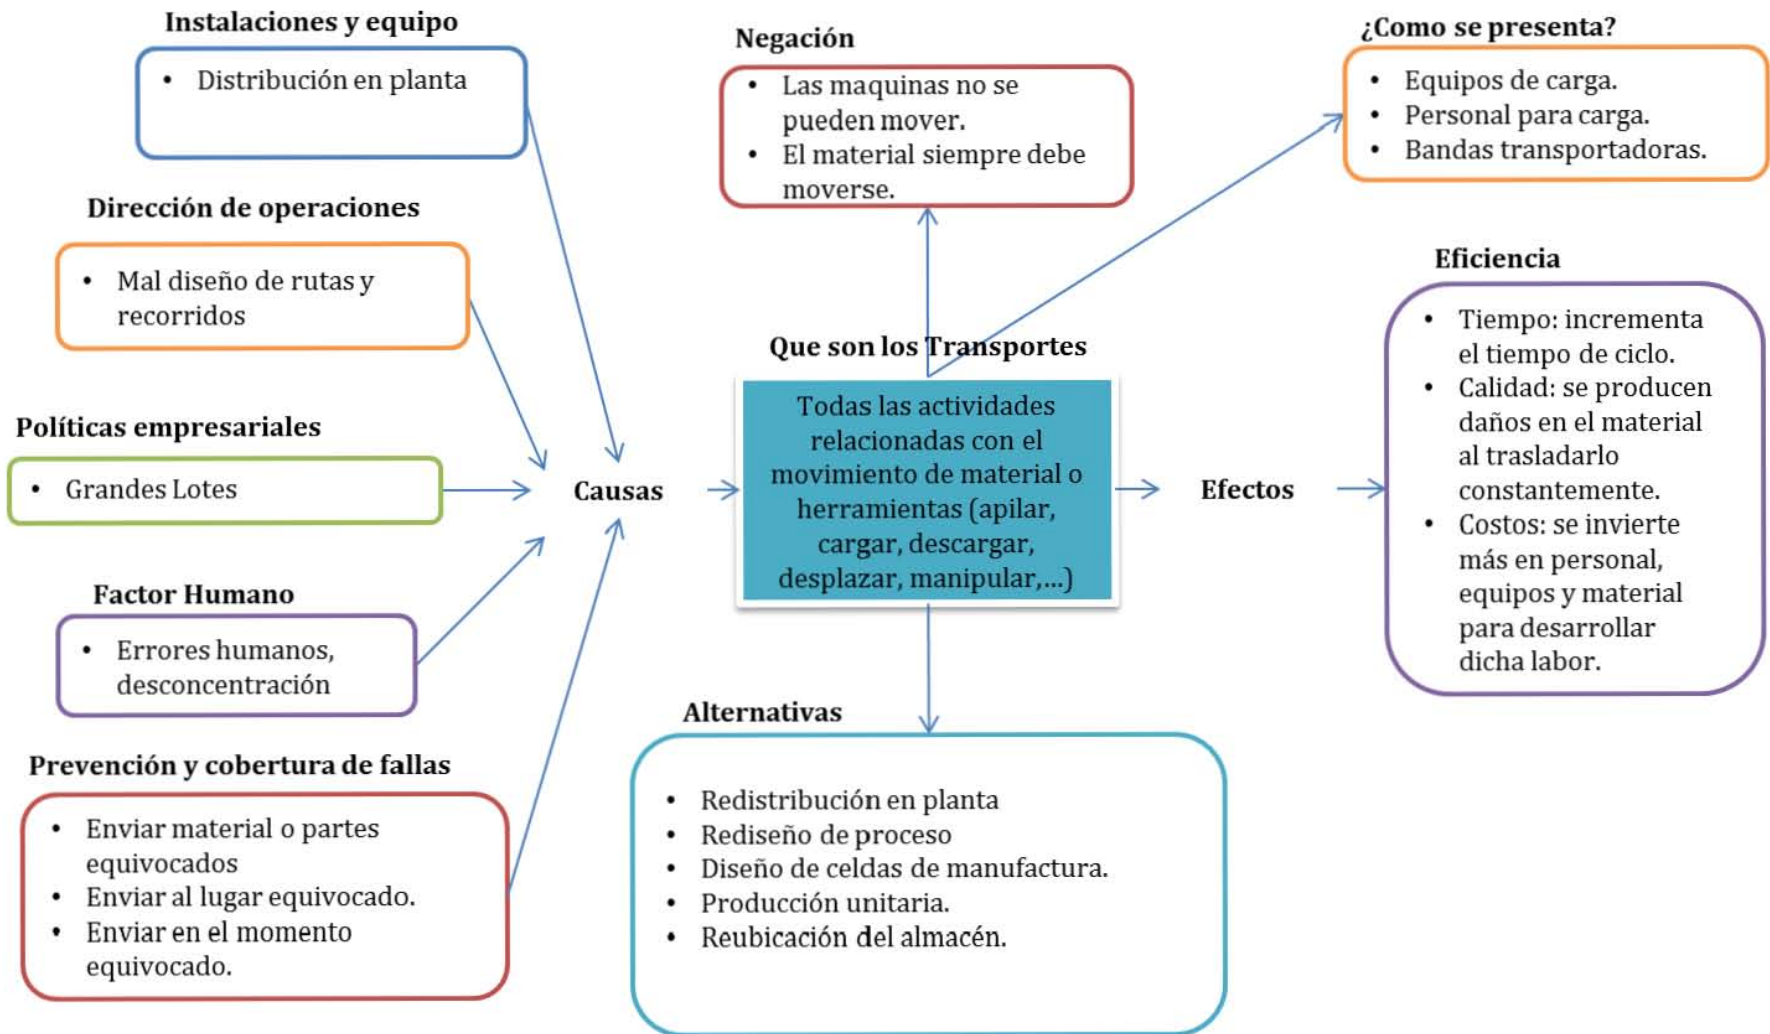 Instalaciones y equipo
• Distribución en planta
Dirección de operaciones
• Mal diseño de rutas y
recorridos
Políticas empresariales
• Grandes Lotes
Factor Humano
• Errores humanos,
desconcentración
Prevención y cobertura de fallas
• Enviar material o partes
equivocados
• Enviar al lugar equivocado.
• Enviar en el momento
equivocado.
Causas
Negación
• Las maquinas no se
pueden mover.
• El material siempre debe
moverse.
Que son los Transportes
Todas las actividades
relacionadas con el
movimiento de material o
herramientas (apilar,
cargar, descargar,
desplazar, manipular,...)
Alternativas
• Redistribución en planta
• Rediseño de proceso
• Diseño de celdas de manufactura.
• Producción unitaria.
• Reubicación del almacén.
Efectos
¿Como se presenta?
• Equipos de carga.
• Personal para carga.
• Bandas transportadoras.
Eficiencia
• Tiempo: incrementa
el tiempo de ciclo.
• Calidad: se producen
daños en el material
al trasladarlo
constantemente.
• Costos: se invierte
más en personal,
equipos y material
para desarrollar
dicha labor.